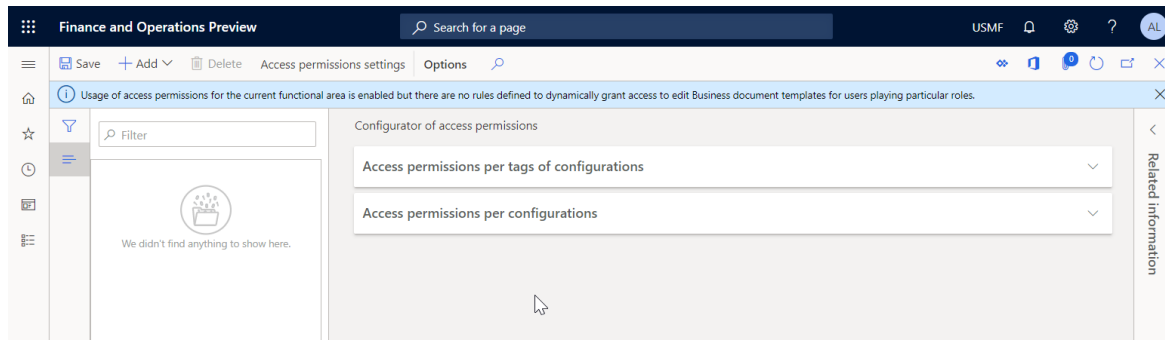 Finance and Operations Preview
Search for a page
USMF
?
AL
Save
Add
Delete
Access permissions settings
Options
0
Usage of access permissions for the current functional area is enabled but there are no rules defined to dynamically grant access to edit Business document templates for users playing particular roles.
Filter
We didn't find anything to show here.
Configurator of access permissions
Access permissions per tags of configurations
Access permissions per configurations
Related information